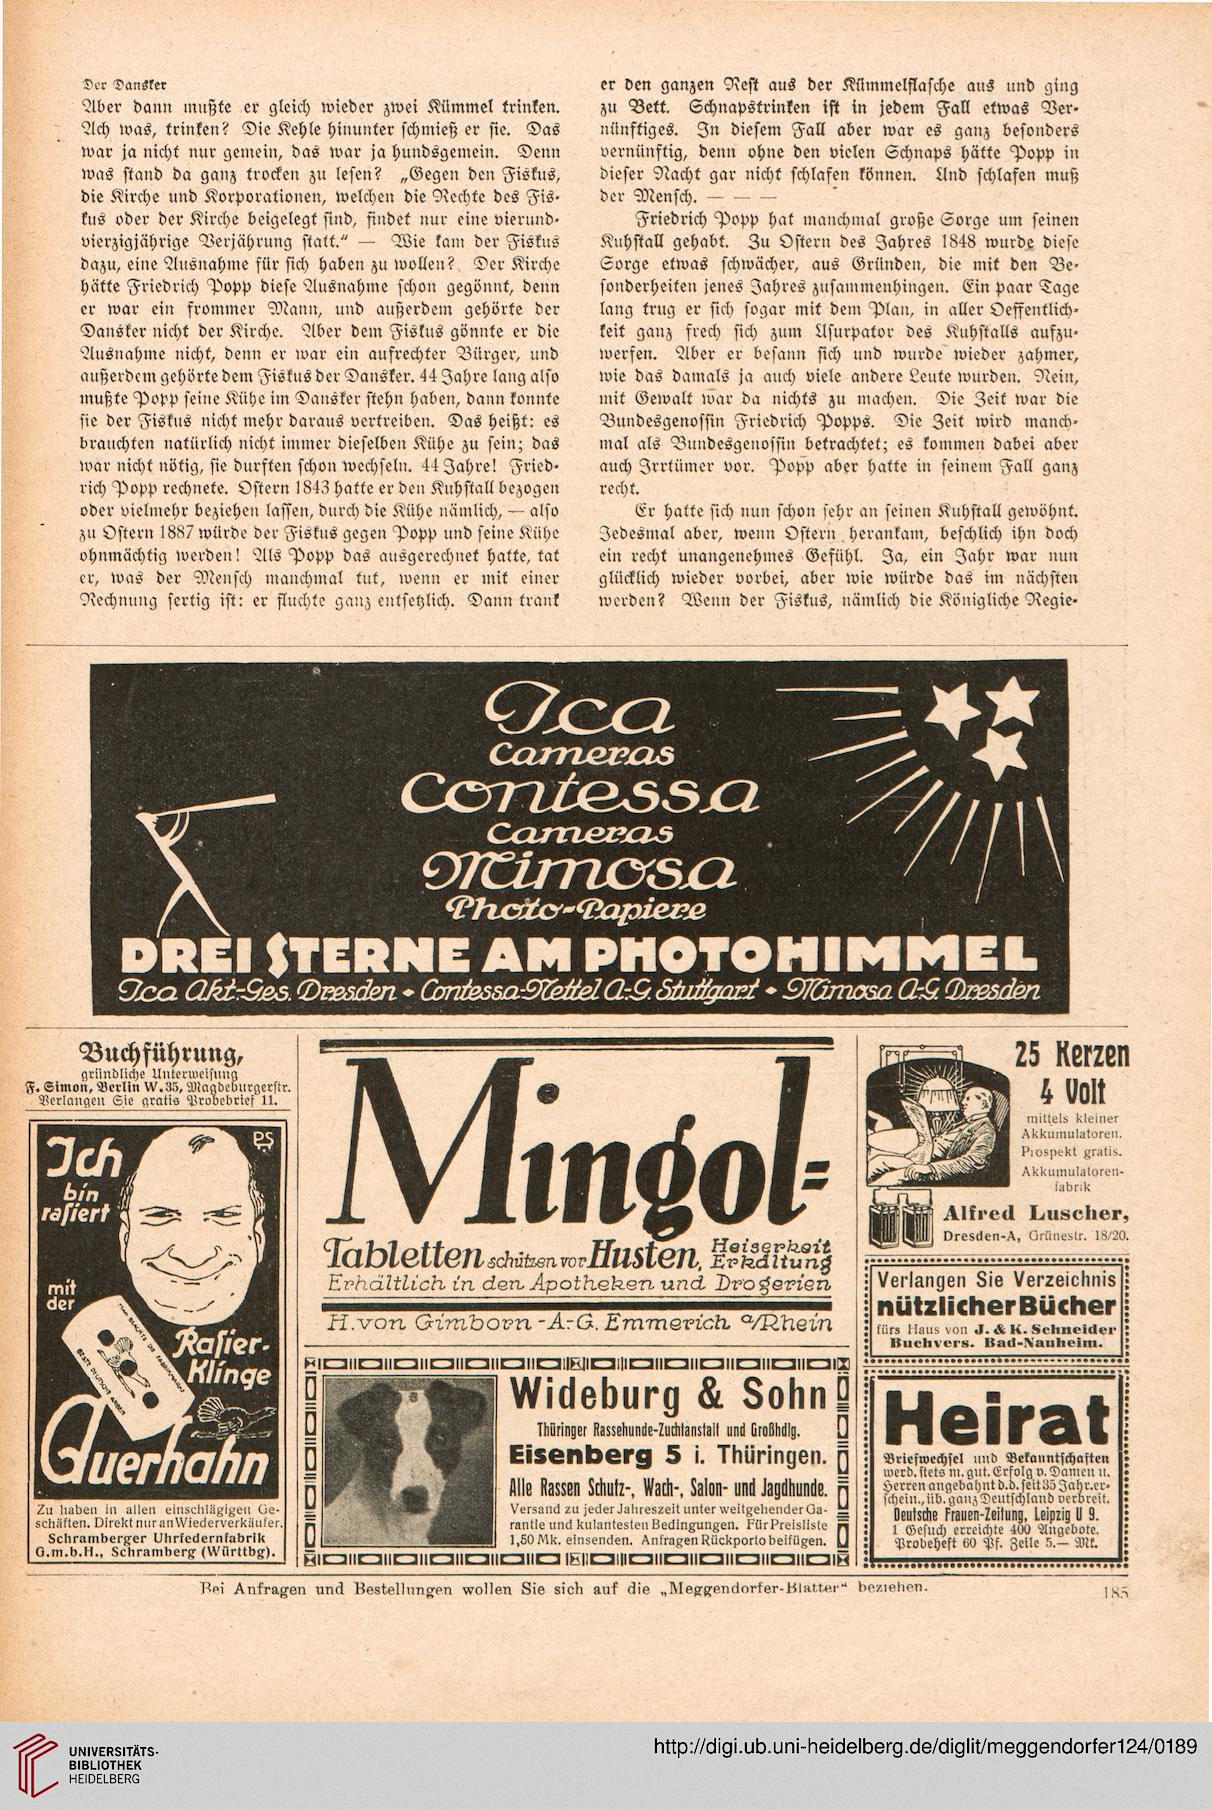 Der Dansker
Aber dann mußte er gleich wieder zwei Kümmel trinken.
Ach was, trinken? Die Kehle hinunter schmieß er sie. Das
war ja nicht nur gemein, das war ja hundsgemein. Denn
was stand da ganz trocken zu lesen? „Gegen den Fiskus,
die Kirche und Korporationen, welchen die Rechte des Fis-
kus oder der Kirche beigelegt sind, findet nur eine vierund-
vierzigjährige Verjährung statt.“ — Wie kam der Fiskus
dazu, eine Ausnahme für sich haben zu wollen? Der Kirche
hätte Friedrich Popp diese Ausnahme schon gegönnt, denn
er war ein frommer Mann, und außerdem gehörte der
Dansker nicht der Kirche. Aber dem Fiskus gönnte er die
Ausnahme nicht, denn er war ein aufrechter Bürger, und
außerdem gehörte dem Fiskus der Dansker. 44 Jahre lang also
mußte Popp seine Kühe im Dansker stehn haben, dann konnte
sie der Fiskus nicht mehr daraus vertreiben. Das heißt: es
brauchten natürlich nicht immer dieselben Kühe zu sein; das
war nicht nötig, sie durften schon wechseln. 44 Jahre! Fried-
rich Popp rechnete. Ostern 1843 hatte er den Kuhstall bezogen
oder vielmehr beziehen lassen, durch die Kühe nämlich, — also
zu Ostern 1887 würde der Fiskus gegen Popp und seine Kühe
ohnmächtig werden! Als Popp das ausgerechnet hatte, tat
er, was der Mensch manchmal tut, wenn er mit einer
Rechnung fertig ist: er fluchte ganz entsetzlich. Dann trank
er den ganzen Rest aus der Kümmelflasche aus und ging
zu Bett. Schnapstrinken ist in jedem Fall etwas Ver-
nünftiges. In diesem Fall aber war es ganz besonders
vernünftig, denn ohne den vielen Schnaps hätte Popp in
dieser Nacht gar nicht schlafen können. Und schlafen muß
der Mensch. — — —
Friedrich Popp hat manchmal große Sorge um seinen
Kuhstall gehabt. Zu Ostern des Jahres 1848 wurde diese
Sorge etwas schwächer, aus Gründen, die mit den Be-
sonderheiten jenes Jahres zusammenhingen. Ein paar Tage
lang trug er sich sogar mit dem Plan, in aller Oeffentlich-
keit ganz frech sich zum Usurpator des Kuhstalls aufzu-
werfen. Aber er besann sich und wurde wieder zahmer,
wie das damals ja auch viele andere Leute wurden. Nein,
mit Gewalt war da nichts zu machen. Die Zeit war die
Bundesgenossin Friedrich Popps. Die Zeit wird manch-
mal als Bundesgenossin betrachtet; es kommen dabei aber
auch Irrtümer vor. Popp aber hatte in seinem Fall ganz
recht.
Er hatte sich nun schon sehr an seinen Kuhstall gewöhnt.
Jedesmal aber, wenn Ostern herankam, beschlich ihn doch
ein recht unangenehmes Gefühl. Ja, ein Jahr war nun
glücklich wieder vorbei, aber wie würde das im nächsten
werden? Wenn der Fiskus, nämlich die Königliche Regie-
Ica
Cameras
Contessa
Cameras
Mimosa
Photo-Papiere
DREI STERNE AM PHOTOHIMMEL
Ica Akt.-Ges. Dresden • Contessa-Nettel A.-G. Stuttgart • Mimosa A-G. Dresden
Buchführung,
gründliche Unterweisung
F. Simon, Berlin W. 35, Magdeburgerstr.
Verlangen Sie gratis Probebrief 11.
PS
Ich
bin
rasiert
mit
der
Rasier-
Klinge
Auerhahn
Zu haben in allen einschlägigen Ge-
schäften. Direkt nur an Wiederverkäufer.
Schramberger Uhrfedernfabrik
G.m.b.H., Schramberg (Württbg).
Mingol-
Tabletten schützen vor Husten, Heiserkeit Erkältung
Erhältlich in den Apotheken und Drogerien
H. von Gimborn - A.-G. Emmerich a/Rhein
Wideburg & Sohn
Thüringer Rassehunde-Zuchtanstalt und Großhdlg.
Eisenberg 5 i. Thüringen.
Alle Rassen Schutz-, Wach-, Salon- und Jagdhunde.
Versand zu jeder Jahreszeit unter weitgehender Ga-
rantie und kulantesten Bedingungen. Für Preisliste
1,50 Mk. einsenden. Anfragen Rückporto beifügen.
25 Kerzen
4 Volt
mittels kleiner
Akkumulatoren.
Prospekt gratis.
Akkumulatoren-
fabrik
Alfred Luscher,
Dresden-A, Grünestr. 18/20.
Verlangen Sie Verzeichnis
nützlicher Bücher
fürs Haus von J. & K. Schneider
Buchvers. Bad-Nauheim.
Heirat
Briefwechsel und Bekanntschaften
werd. stets m. gut. Erfolg v. Damen u.
Herren angebahnt d. d. seit 35 Jahr. er-
schein., üb. ganz Deutschland verbreit.
Deutsche Frauen-Zeitung, Leipzig U 9.
1 Gesuch erreichte 400 Angebote.
Probeheft 60 Pf. Zeile 5.— Mk.
Bei Anfragen und Bestellungen wollen Sie sich auf die „Meggendorfer-Blätter“ beziehen.
185
UNIVERSITÄTS-
BIBLIOTHEK
HEIDELBERG
http://digi.ub.uni-heidelberg.de/diglit/meggendorfer124/0189